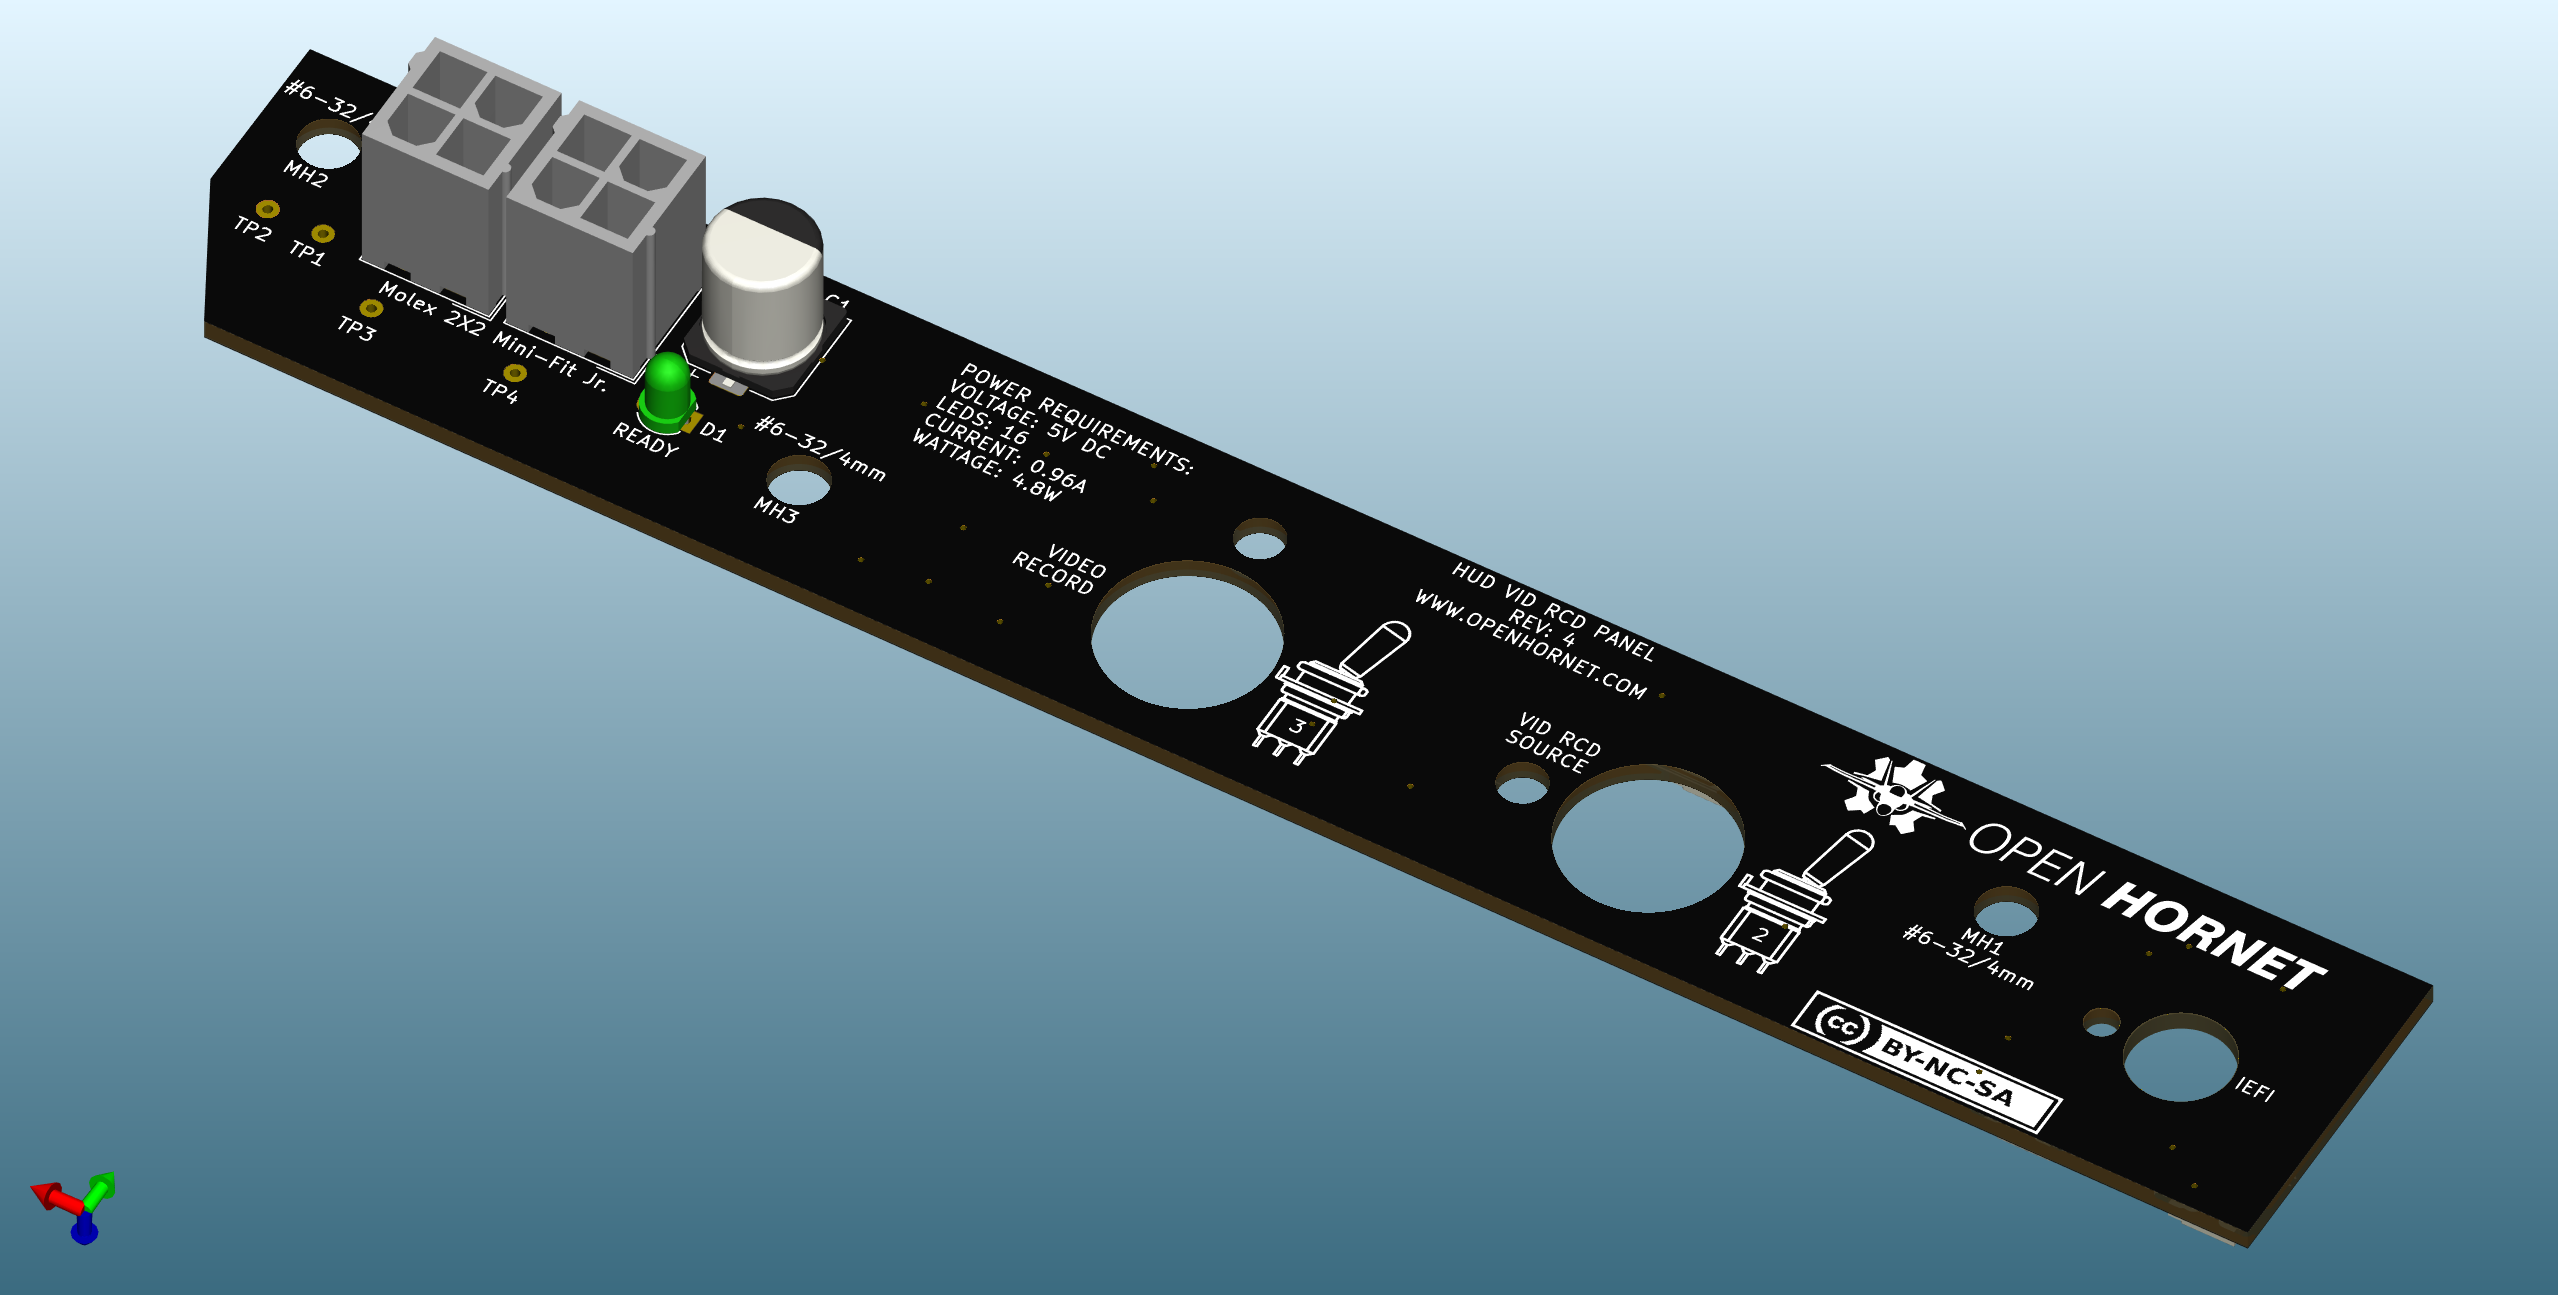 #6-32/
MH2
TP2
TP1
TP3
Molex 2X2 Mini-Fit Jr.
TP4
C1
+
D1
READY
#6-32/4mm
MH3
POWER REQUIREMENTS:
VOLTAGE: 5V DC
LEDS: 16
CURRENT: 0.96A
WATTAGE: 4.8W
VIDEO
RECORD
3
HUD VID RCD PANEL
REV: 4
WWW.OPENHORNET.COM
VID RCD
SOURCE
2
OPEN HORNET
MH1
#6-32/4mm
cc BY-NC-SA
IEFI